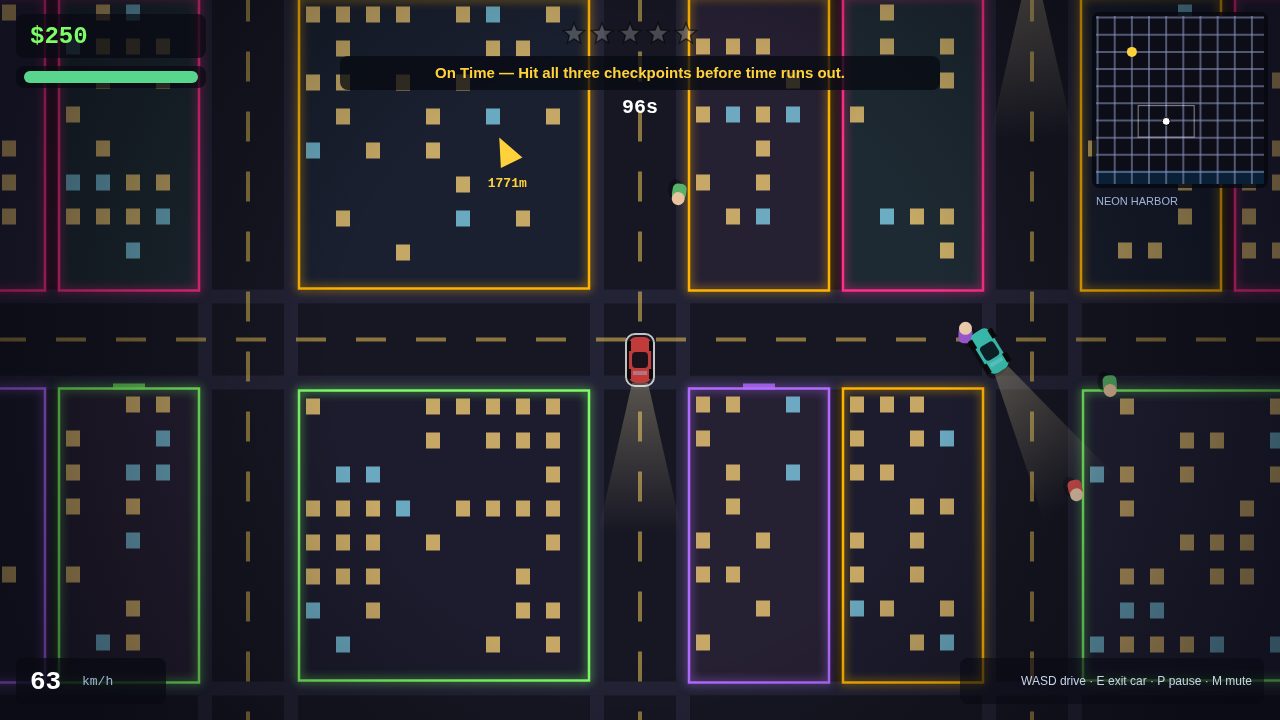 $250
On Time — Hit all three checkpoints before time runs out.
96s
1771m
NEON HARBOR
63 km/h
WASD drive · E exit car · P pause · M mute